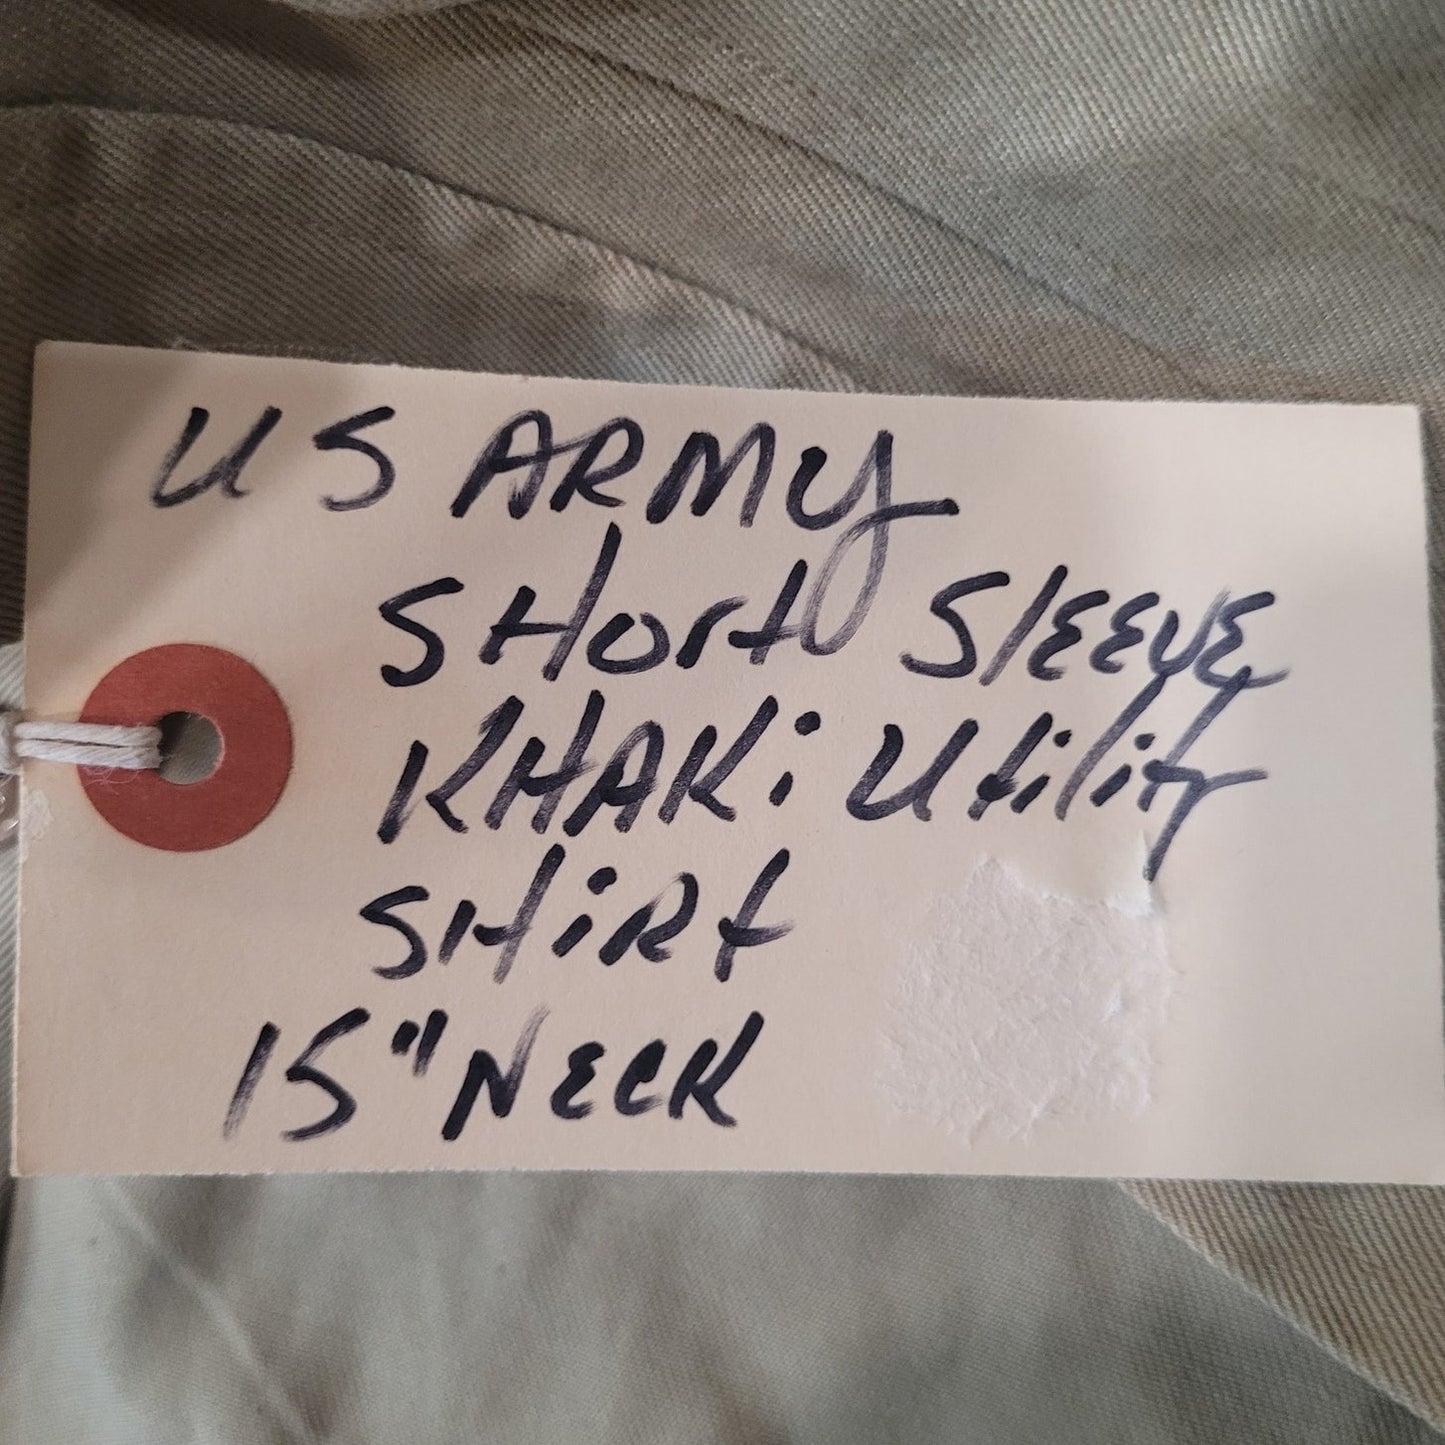 US ARMY
SHort SlEEVE
KHAKi Utility
SHiRt
15" NECK